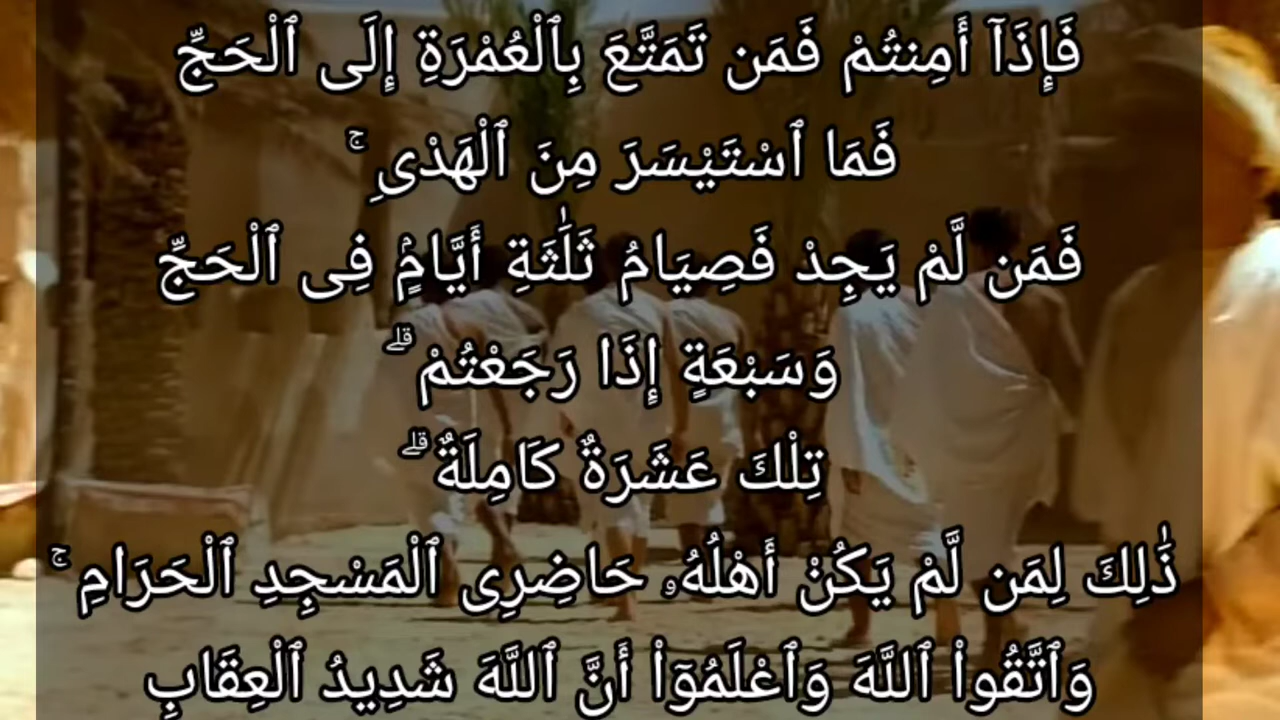 فَإِذَآ أَمِنتُمْ فَمَن تَمَتَّعَ بِٱلْعُمْرَةِ إِلَى ٱلْحَجِّ
فَمَا ٱسْتَيْسَرَ مِنَ ٱلْهَدْىِ ۚ
فَمَن لَّمْ يَجِدْ فَصِيَامُ ثَلَٰثَةِ أَيَّامٍۢ فِى ٱلْحَجِّ
وَسَبْعَةٍ إِذَا رَجَعْتُمْ ۗ
تِلْكَ عَشَرَةٌ كَامِلَةٌ ۗ
ذَٰلِكَ لِمَن لَّمْ يَكُنْ أَهْلُهُۥ حَاضِرِى ٱلْمَسْجِدِ ٱلْحَرَامِ ۚ
وَٱتَّقُوا۟ ٱللَّهَ وَٱعْلَمُوٓا۟ أَنَّ ٱللَّهَ شَدِيدُ ٱلْعِقَابِ